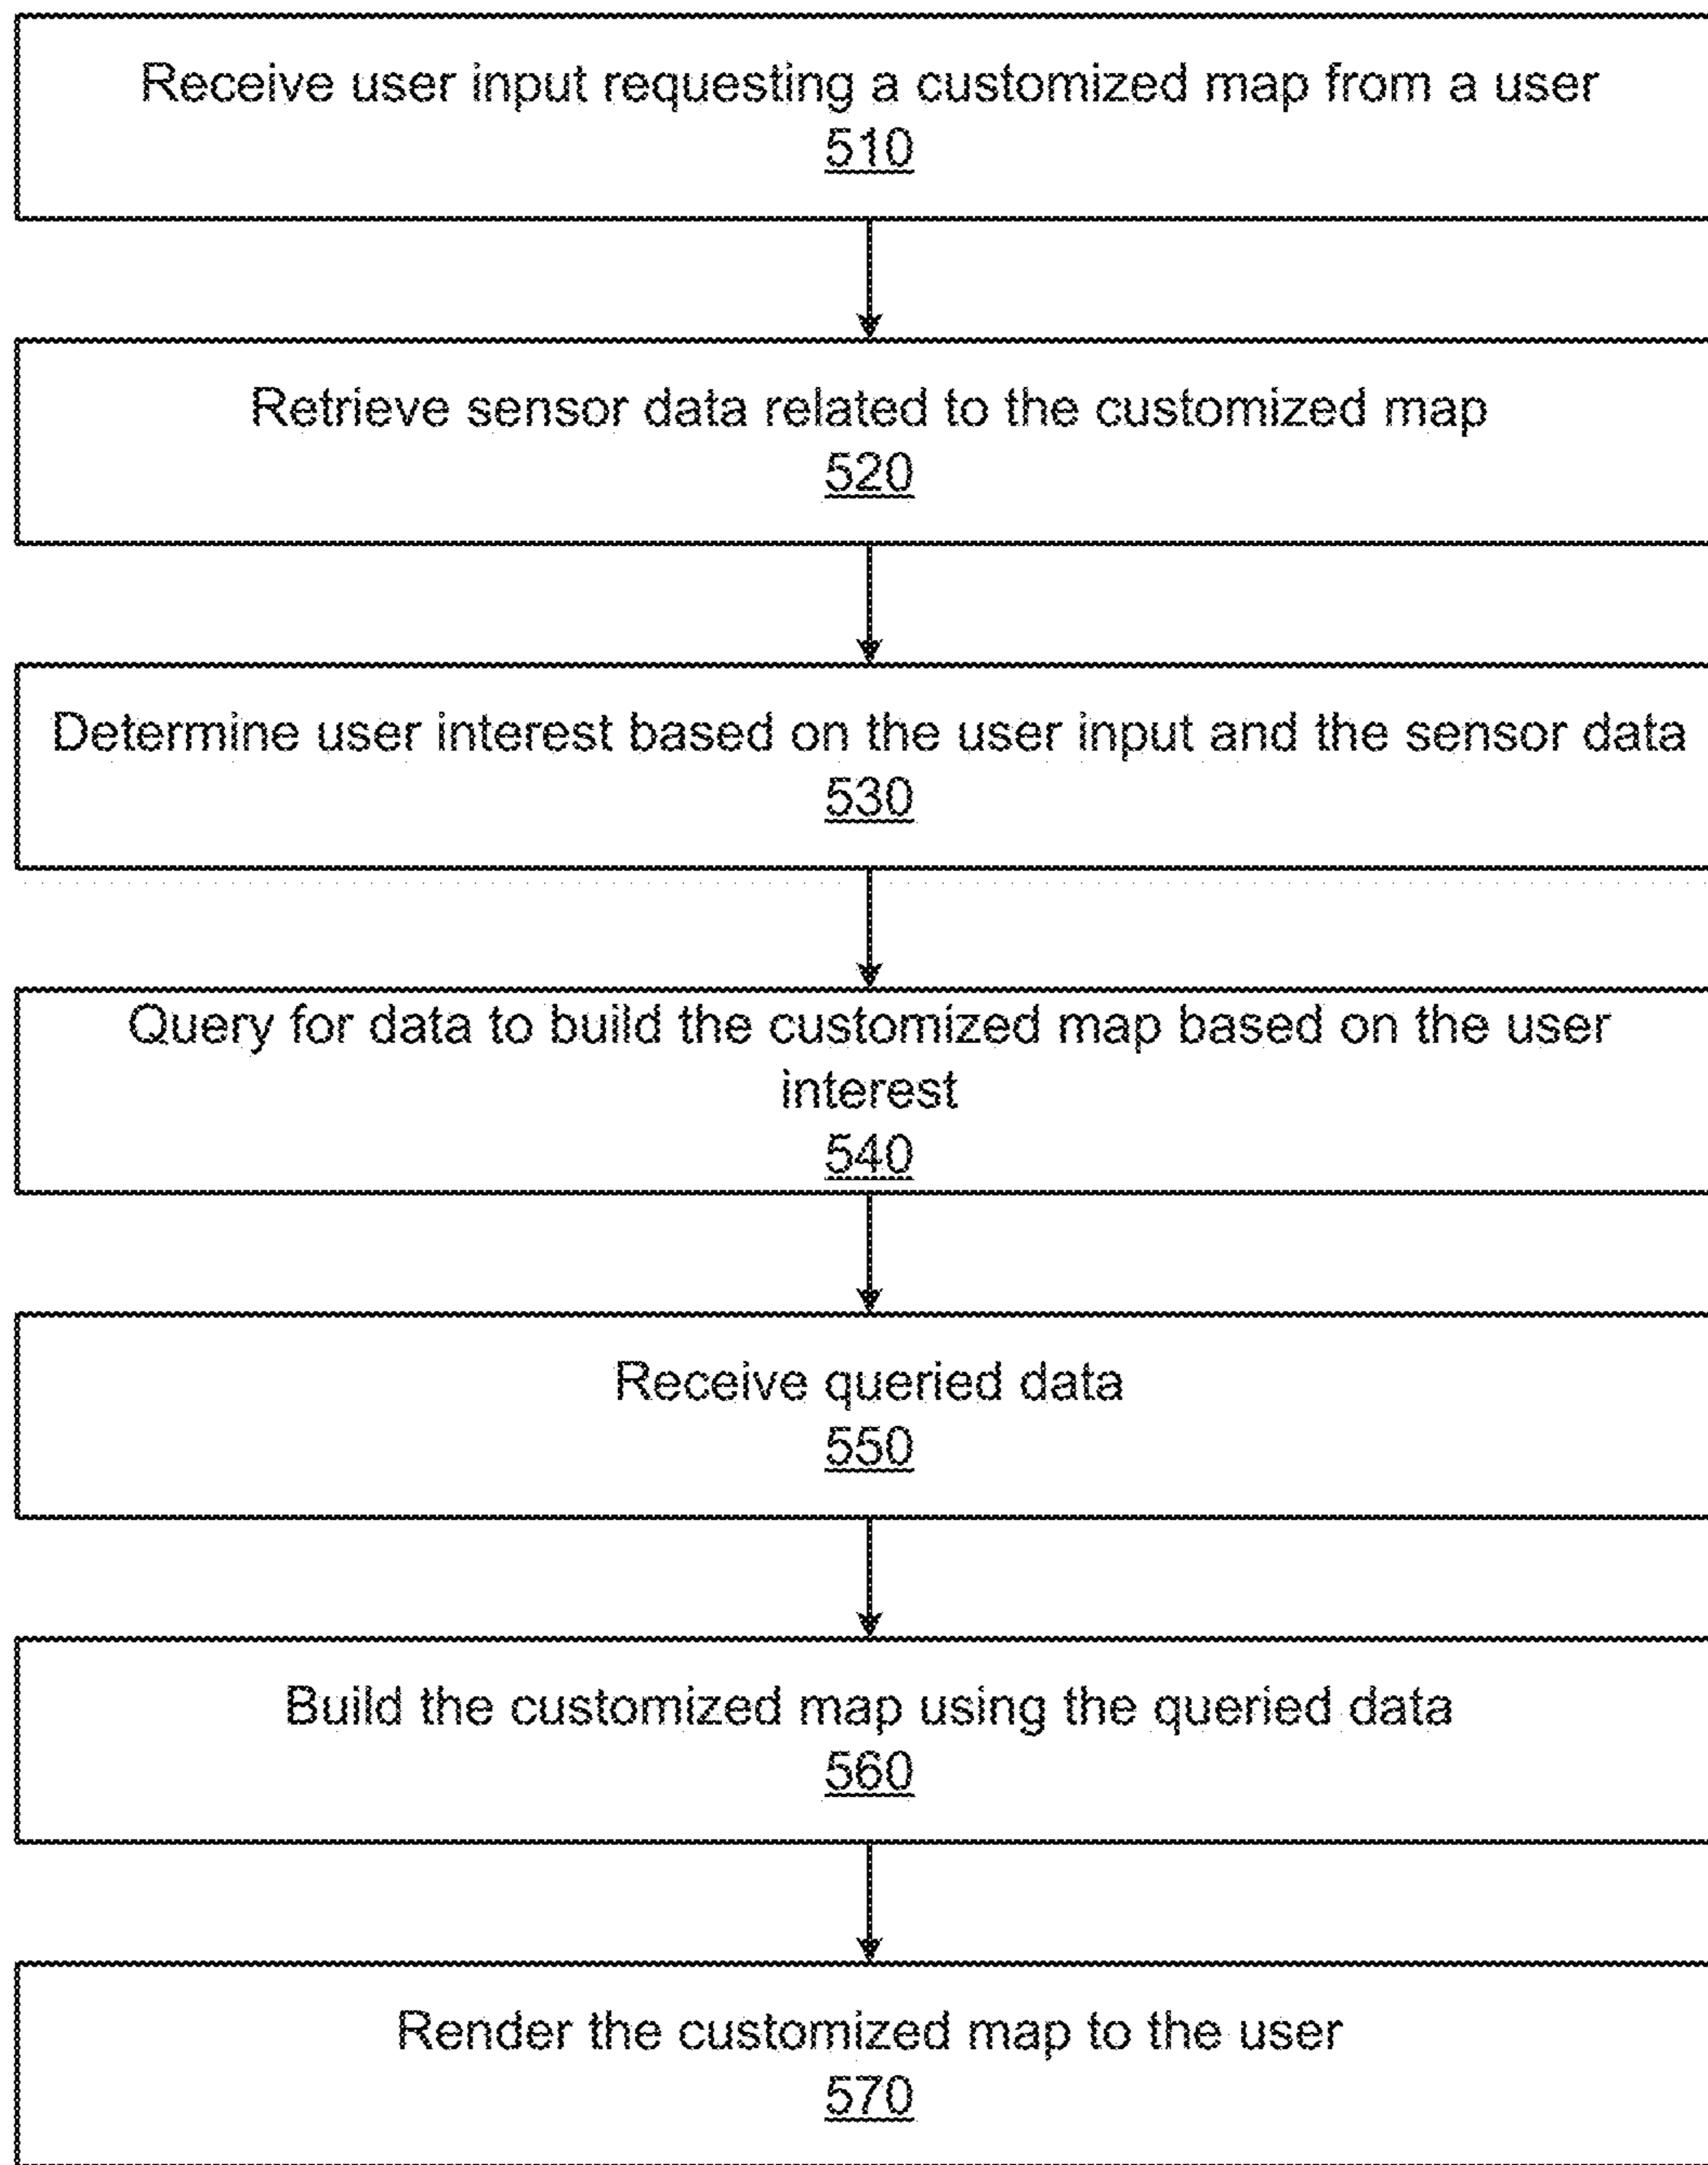 Receive user input requesting a customized map from a user
510
Retrieve sensor data related to the customized map
520
Determine user interest based on the user input and the sensor data
530
Query for data to build the customized map based on the user
interest
540
Receive queried data
550
Build the customized map using the queried data
560
Render the customized map to the user
570